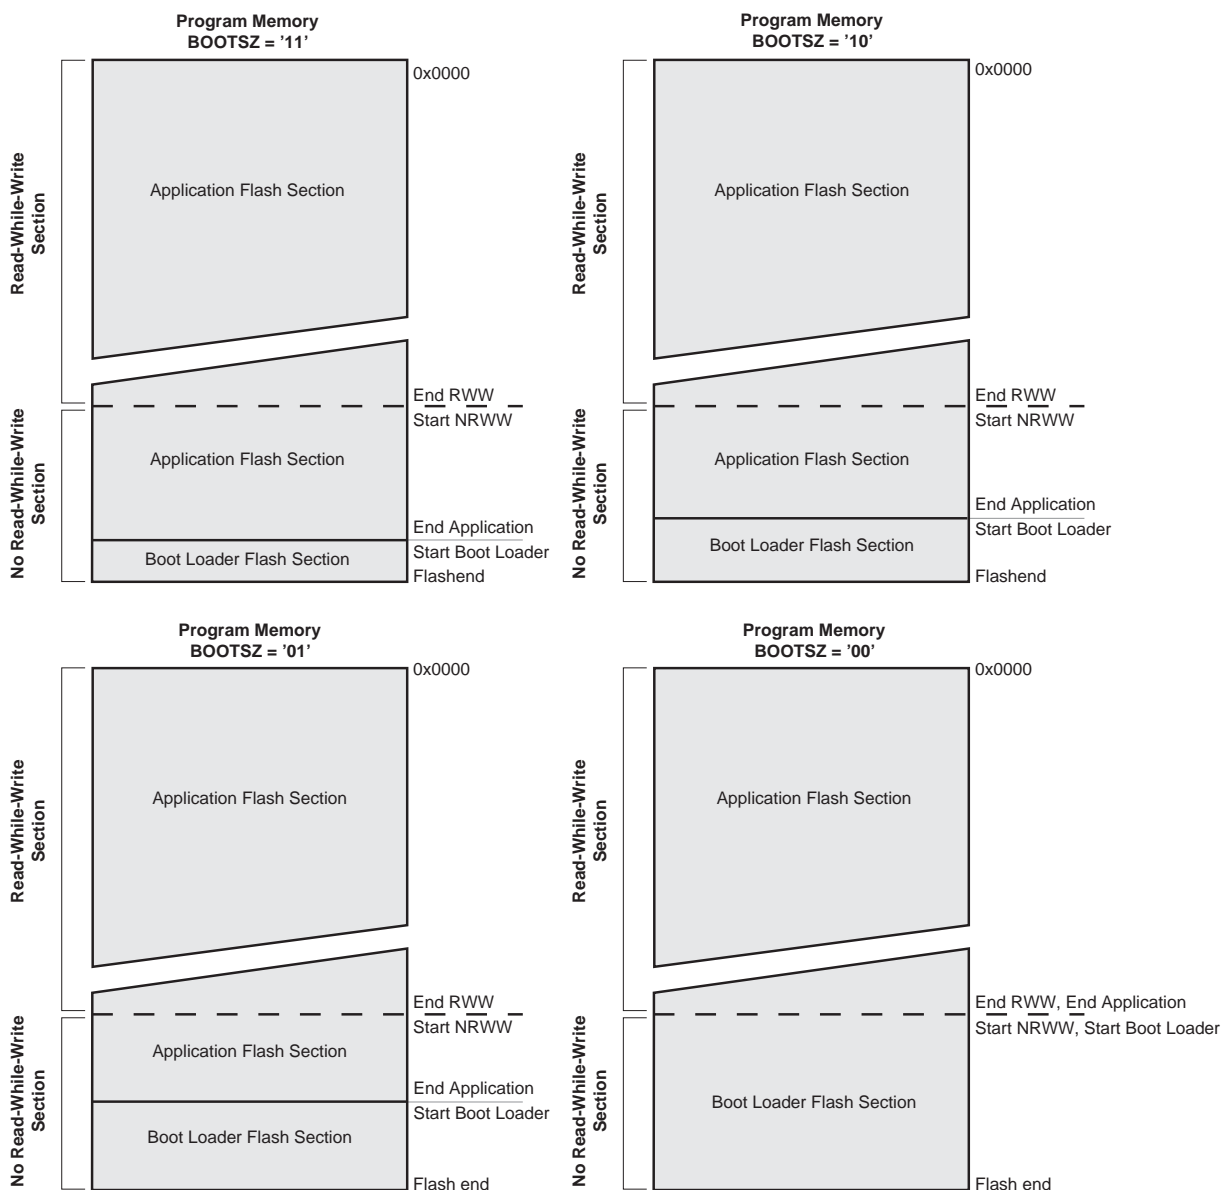 Program Memory
BOOTSZ = '11'
0x0000
Read-While-Write
Section
Application Flash Section
End RWW
Start NRWW
No Read-While-Write
Section
Application Flash Section
End Application
Start Boot Loader
Boot Loader Flash Section
Flashend
Program Memory
BOOTSZ = '10'
0x0000
Read-While-Write
Section
Application Flash Section
End RWW
Start NRWW
No Read-While-Write
Section
Application Flash Section
End Application
Start Boot Loader
Boot Loader Flash Section
Flashend
Program Memory
BOOTSZ = '01'
0x0000
Read-While-Write
Section
Application Flash Section
End RWW
Start NRWW
No Read-While-Write
Section
Application Flash Section
End Application
Start Boot Loader
Boot Loader Flash Section
Flash end
Program Memory
BOOTSZ = '00'
0x0000
Read-While-Write
Section
Application Flash Section
End RWW, End Application
Start NRWW, Start Boot Loader
No Read-While-Write
Section
Boot Loader Flash Section
Flash end